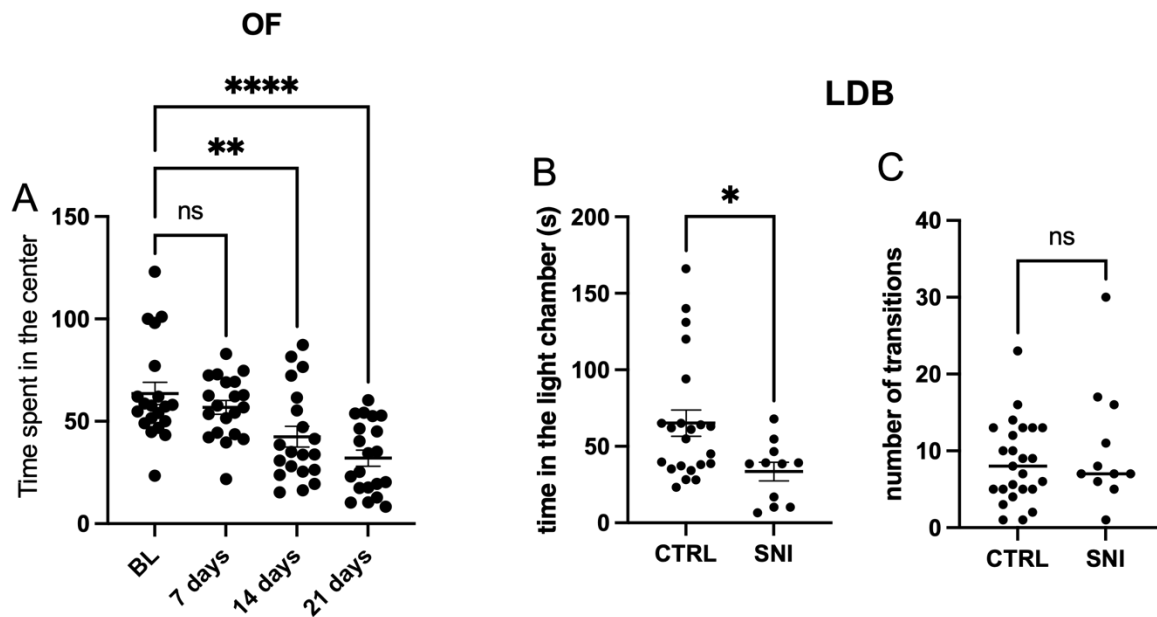 OF
****
**
ns
A
Time spent in the center
150
100
50
0
BL
7 days
14 days
21 days
LDB
B
*
time in the light chamber (s)
200
150
100
50
0
CTRL
SNI
C
ns
number of transitions
40
30
20
10
0
CTRL
SNI